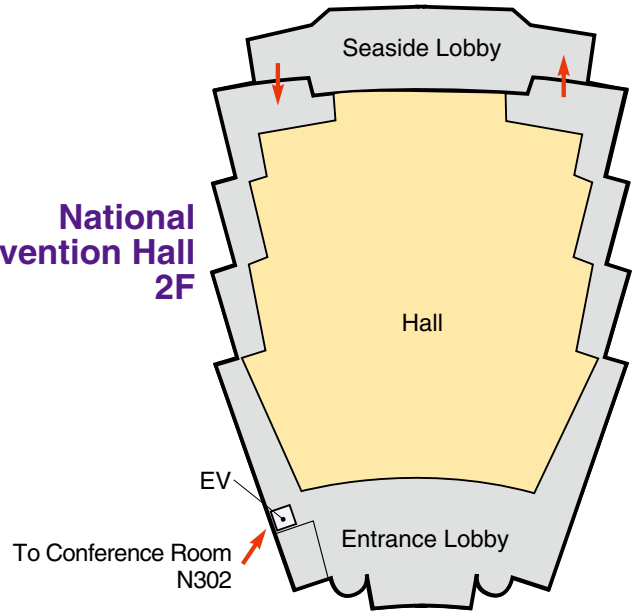 Seaside Lobby
National
vention Hall
2F
Hall
EV
Entrance Lobby
To Conference Room
N302